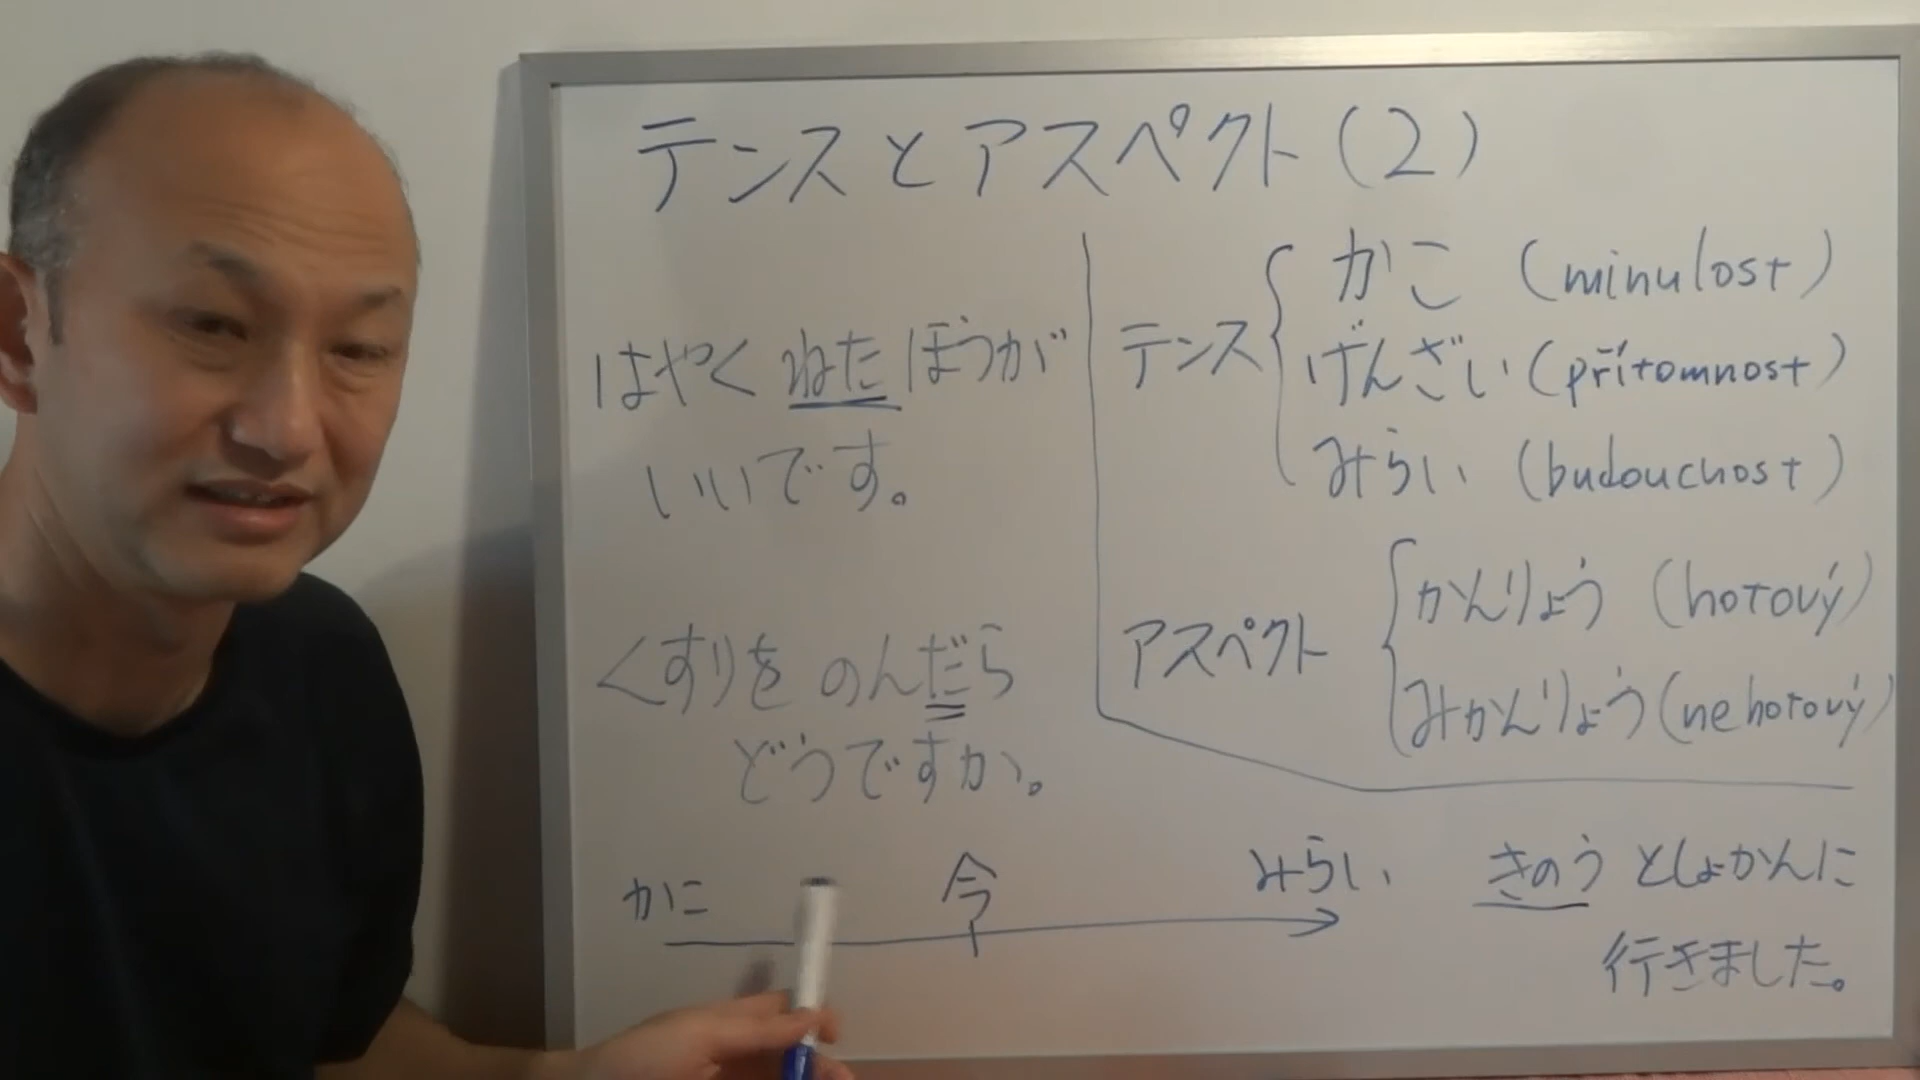 テンスとアスペクト(2)
はやく ねた ほうが
いいです。
くすりを のんだら
どうですか。
テンス
かこ (minulost)
げんざい (přítomnost)
みらい (budoucnost)
アスペクト
かんりょう (hotový)
みかんりょう (nehotový)
かこ 今 みらい
きのう としょかんに
行きました。